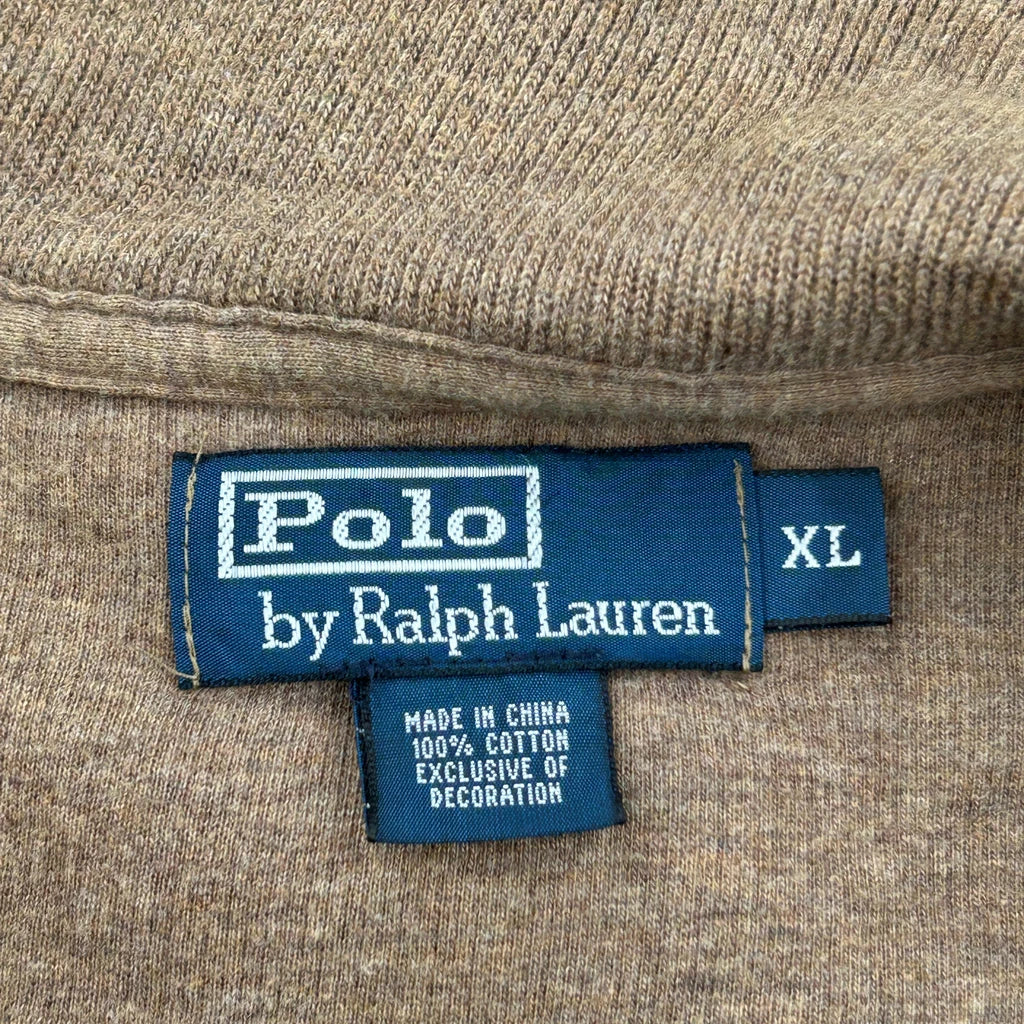 Polo
by Ralph Lauren
XL
MADE IN CHINA
100% COTTON
EXCLUSIVE OF
DECORATION